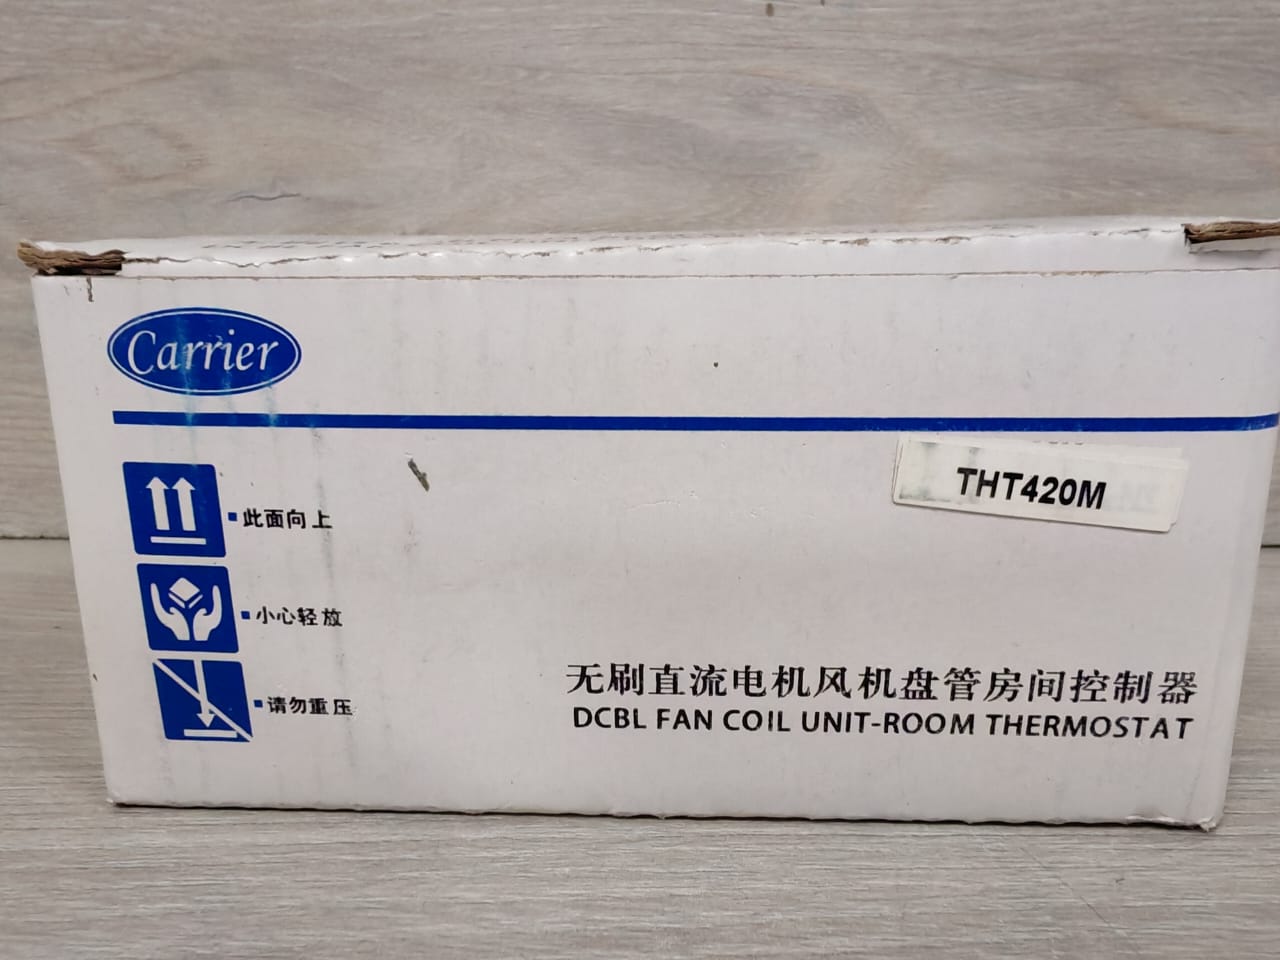 Carrier
THT420M
此面向上
小心轻放
请勿重压
无刷直流电机风机盘管房间控制器
DCBL FAN COIL UNIT-ROOM THERMOSTAT